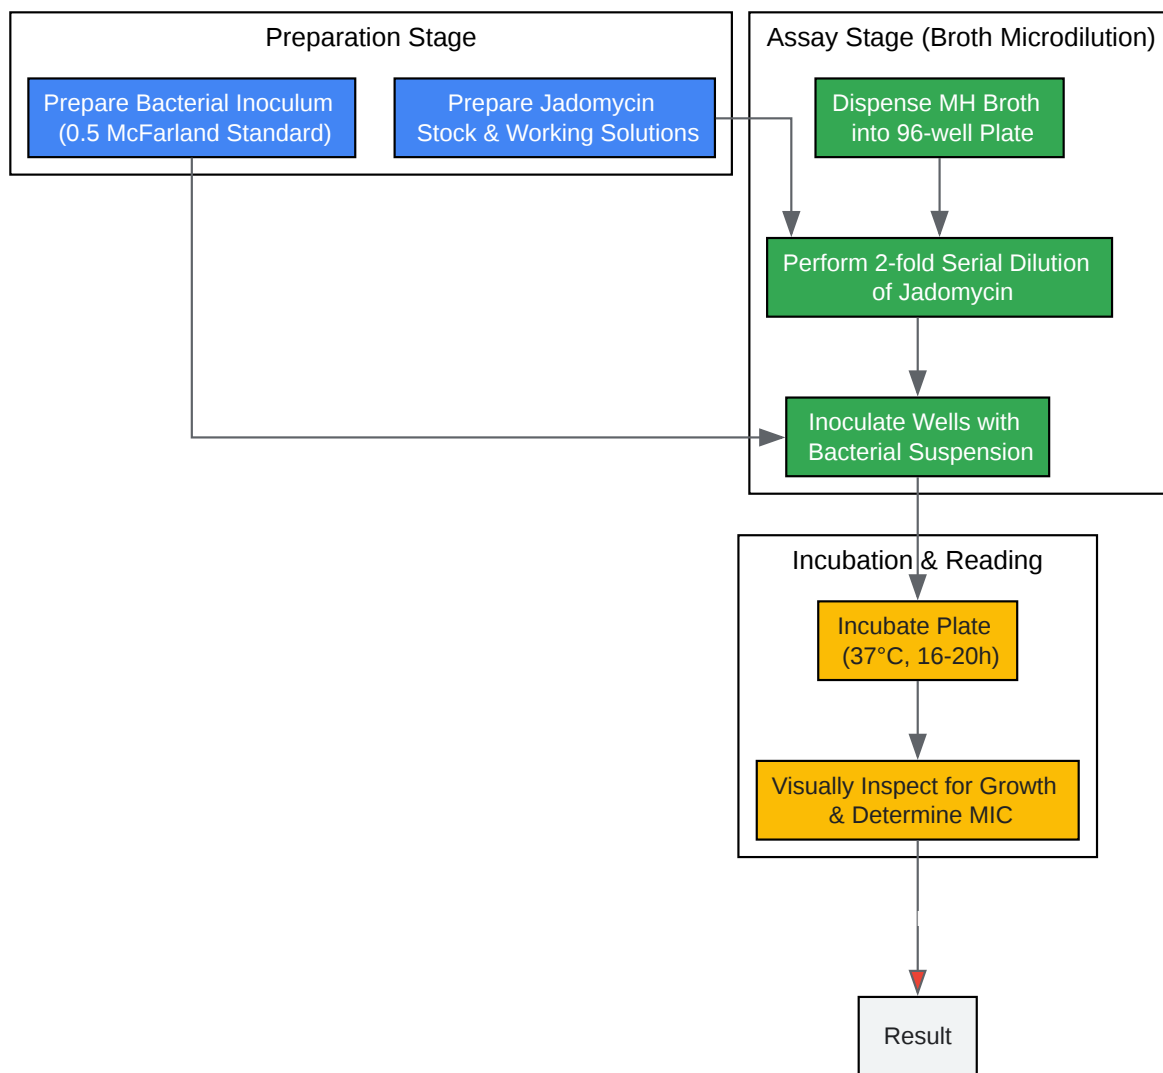 Preparation Stage
Prepare Bacterial Inoculum
(0.5 McFarland Standard)
Prepare Jadomycin
Stock & Working Solutions
Assay Stage (Broth Microdilution)
Dispense MH Broth
into 96-well Plate
Perform 2-fold Serial Dilution
of Jadomycin
Inoculate Wells with
Bacterial Suspension
Incubation & Reading
Incubate Plate
(37°C, 16-20h)
Visually Inspect for Growth
& Determine MIC
Result